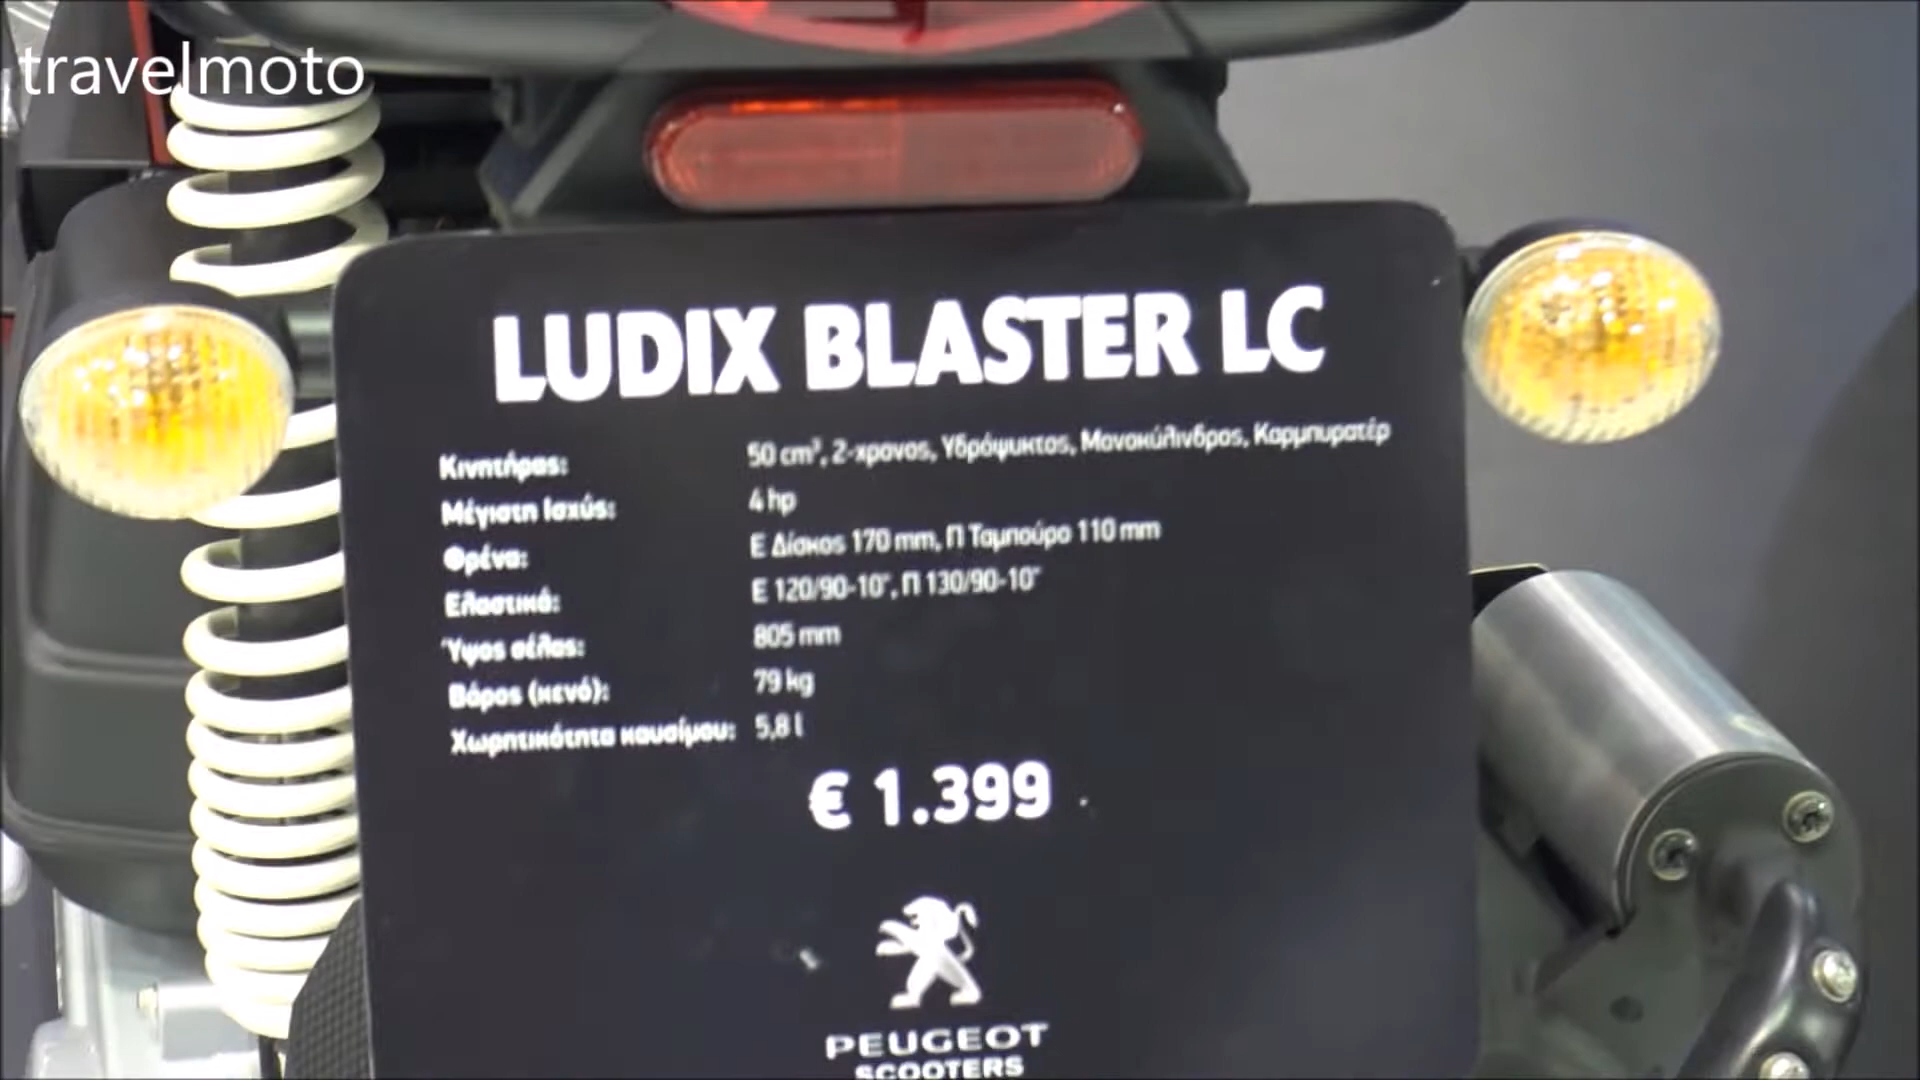 travelmoto
LUDIX BLASTER LC
Κινητήρας: 50 cm³, 2-χρονος, Υδρόψυκτος, Μονοκύλινδρος, Καρμπυρατέρ
Μέγιστη Ισχύς: 4 hp
Φρένα: Ε Δίσκος 170 mm, Π Ταμπούρο 110 mm
Ελαστικά: Ε 120/90-10", Π 130/90-10"
Ύψος σέλας: 805 mm
Βάρος (κενό): 79 kg
Χωρητικότητα καυσίμου: 5,8 l
€ 1.399
PEUGEOT
SCOOTERS